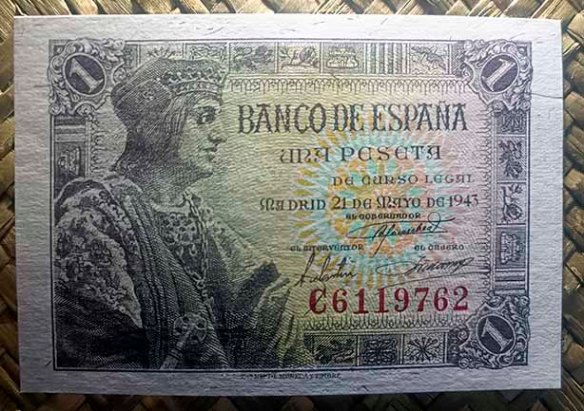 1
1
BANCO DE ESPAÑA
UNA PESETA
DE CURSO LEGAL
MADRID 21 DE MAYO DE 1943
EL GOBERNADOR
EL INTERVENTOR EL CAJERO
C6119762
1